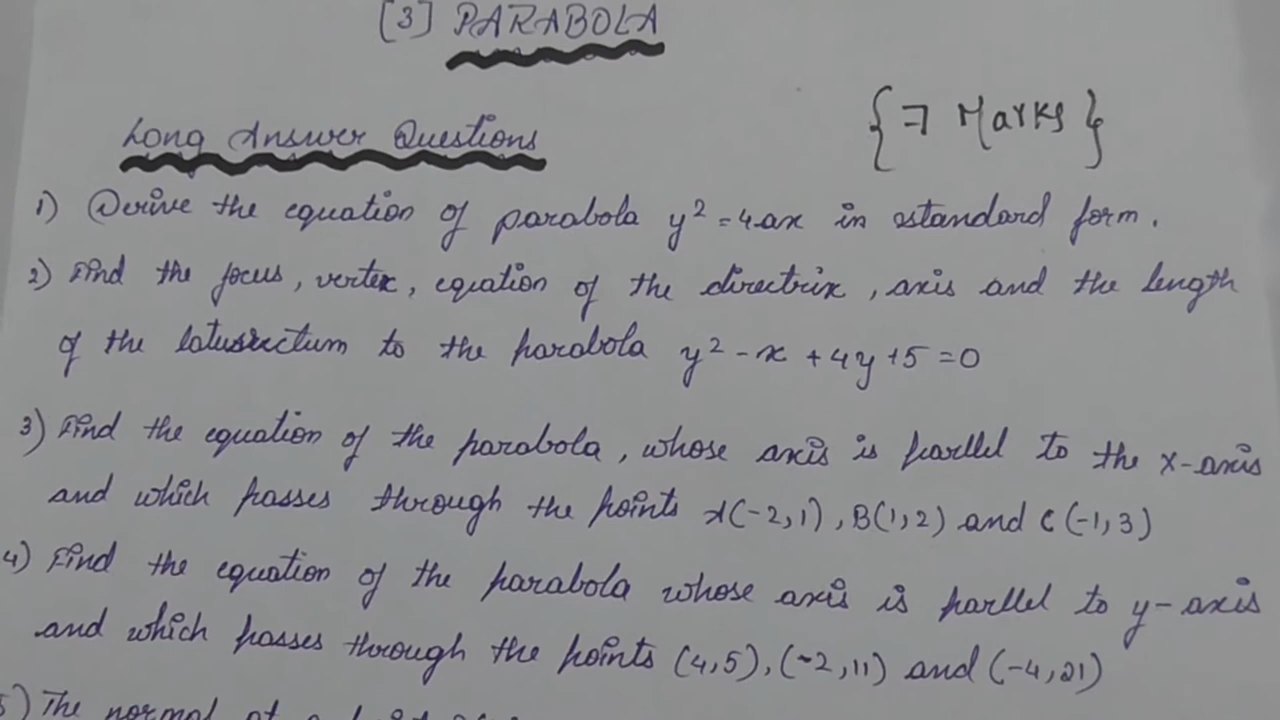 [3] PARABOLA
{7 Marks}
Long Answer Questions
1) Derive the equation of parabola y² = 4ax in standard form.
2) Find the focus, vertex, equation of the directrix, axis and the length
of the latusrectum to the parabola y² - x + 4y + 5 = 0
3) Find the equation of the parabola, whose axis is parllel to the x-axis
and which passes through the points A(-2,1), B(1,2) and C(-1,3)
4) Find the equation of the parabola whose axis is parllel to y-axis
and which passes through the points (4,5), (-2,11) and (-4,21)
5) The normal at a